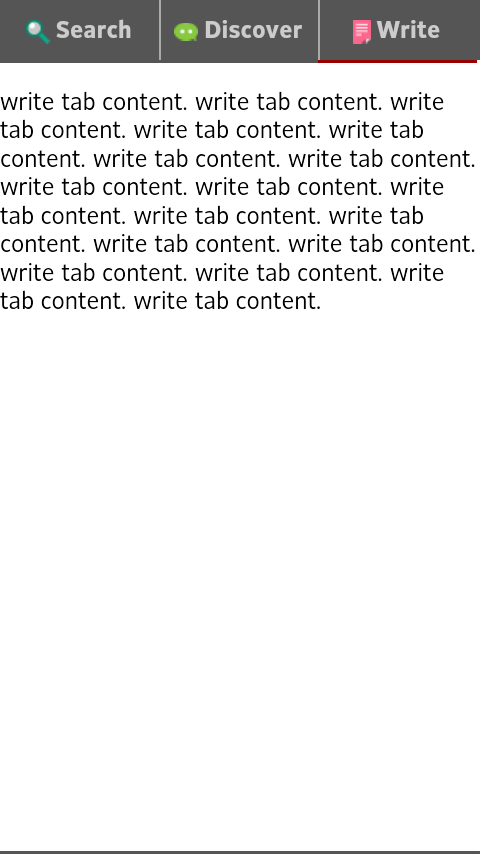 Search
Discover
Write
write tab content. write tab content. write
tab content. write tab content. write tab
content. write tab content. write tab content.
write tab content. write tab content. write
tab content. write tab content. write tab
content. write tab content. write tab content.
write tab content. write tab content. write
tab content. write tab content.